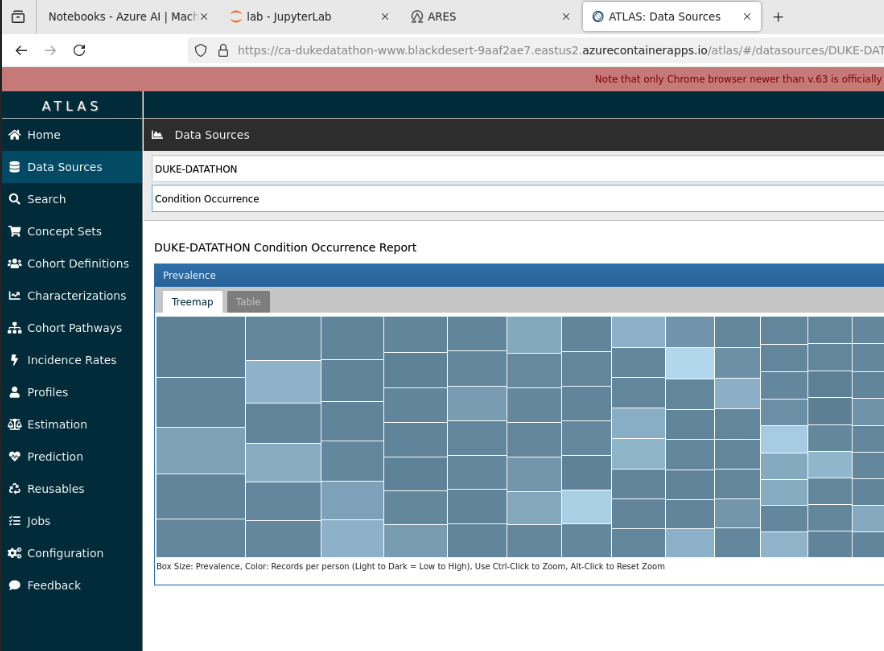 Notebooks - Azure AI | Mach
lab - JupyterLab
ARES
ATLAS: Data Sources
https://ca-dukedatathon-www.blackdesert-9aaf2ae7.eastus2.azurecontainerapps.io/atlas/#/datasources/DUKE-DAT
Note that only Chrome browser newer than v.63 is officially
ATLAS
Home
Data Sources
Search
Concept Sets
Cohort Definitions
Characterizations
Cohort Pathways
Incidence Rates
Profiles
Estimation
Prediction
Reusables
Jobs
Configuration
Feedback
Data Sources
DUKE-DATATHON
Condition Occurrence
DUKE-DATATHON Condition Occurrence Report
Prevalence
Treemap Table
Box Size: Prevalence, Color: Records per person (Light to Dark = Low to High), Use Ctrl-Click to Zoom, Alt-Click to Reset Zoom